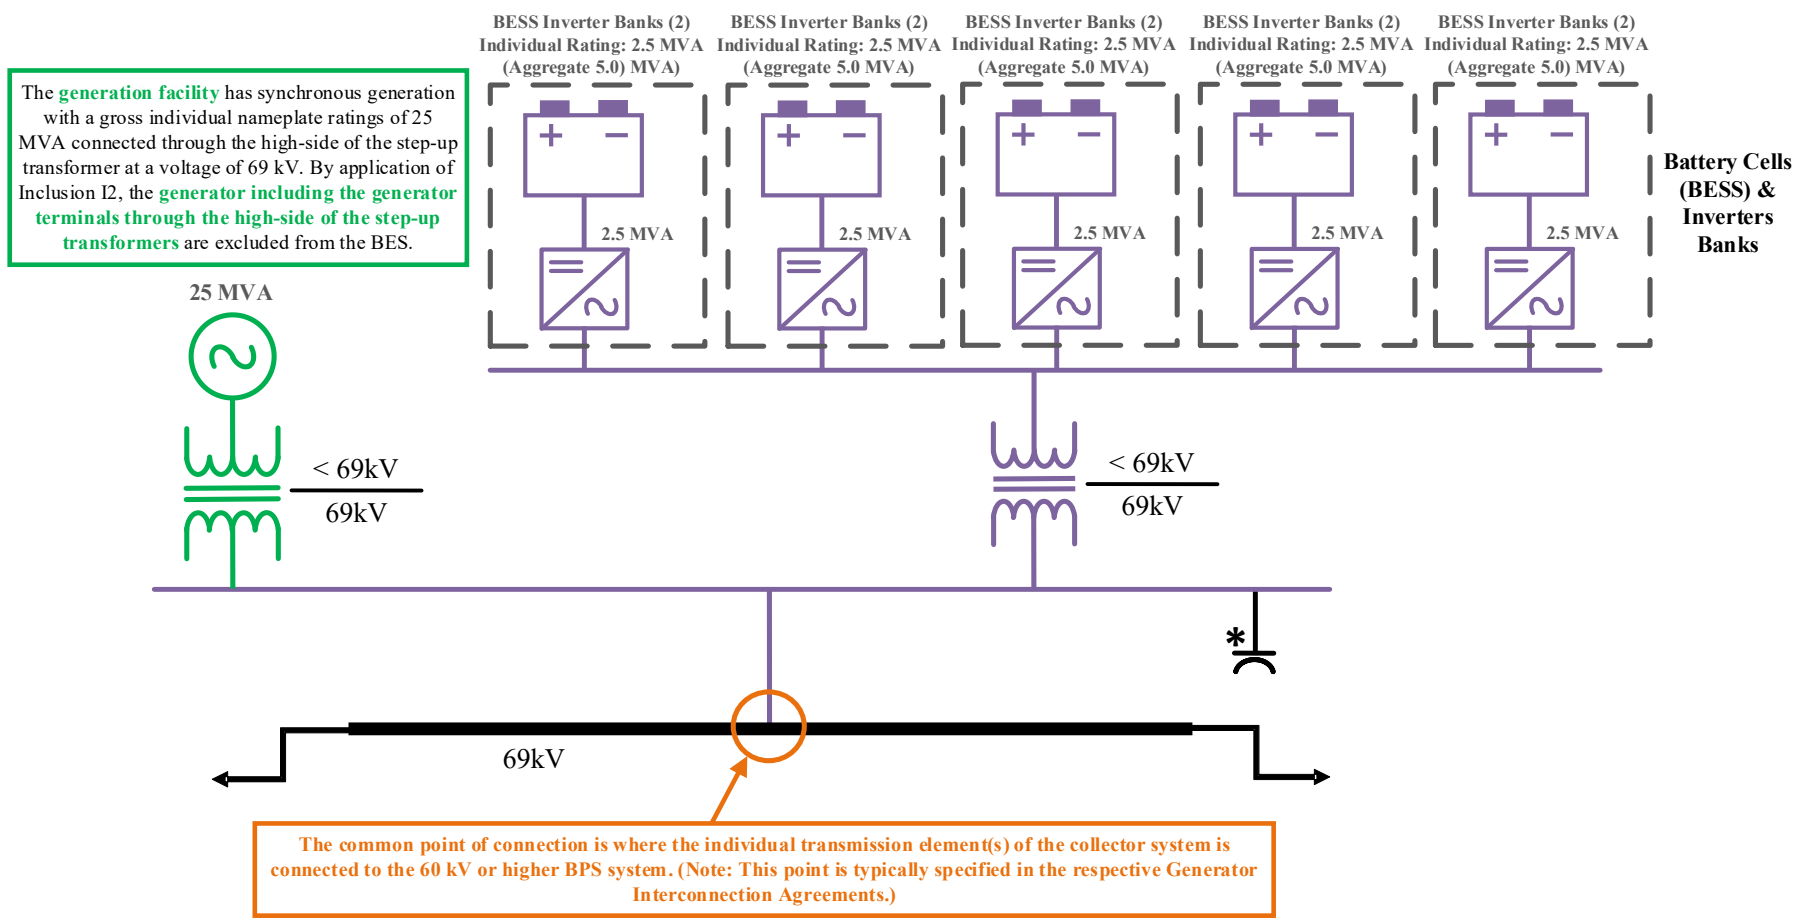 BESS Inverter Banks (2)
Individual Rating: 2.5 MVA
(Aggregate 5.0) MVA)
BESS Inverter Banks (2)
Individual Rating: 2.5 MVA
(Aggregate 5.0 MVA)
BESS Inverter Banks (2)
Individual Rating: 2.5 MVA
(Aggregate 5.0 MVA)
BESS Inverter Banks (2)
Individual Rating: 2.5 MVA
(Aggregate 5.0 MVA)
BESS Inverter Banks (2)
Individual Rating: 2.5 MVA
(Aggregate 5.0) MVA)
The generation facility has synchronous generation
with a gross individual nameplate ratings of 25
MVA connected through the high-side of the step-up
transformer at a voltage of 69 kV. By application of
Inclusion I2, the generator including the generator
terminals through the high-side of the step-up
transformers are excluded from the BES.
+ −
+ −
+ −
+ −
+ −
Battery Cells
(BESS) &
Inverters
Banks
2.5 MVA
2.5 MVA
2.5 MVA
2.5 MVA
2.5 MVA
25 MVA
< 69kV
69kV
< 69kV
69kV
*
69kV
The common point of connection is where the individual transmission element(s) of the collector system is
connected to the 60 kV or higher BPS system. (Note: This point is typically specified in the respective Generator
Interconnection Agreements.)